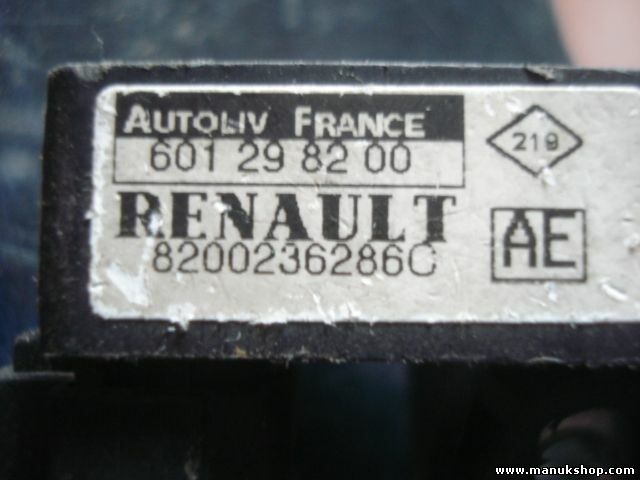 AUTOLIV FRANCE
601 29 82 00
219
RENAULT
8200236286C
AE
www.manukshop.com